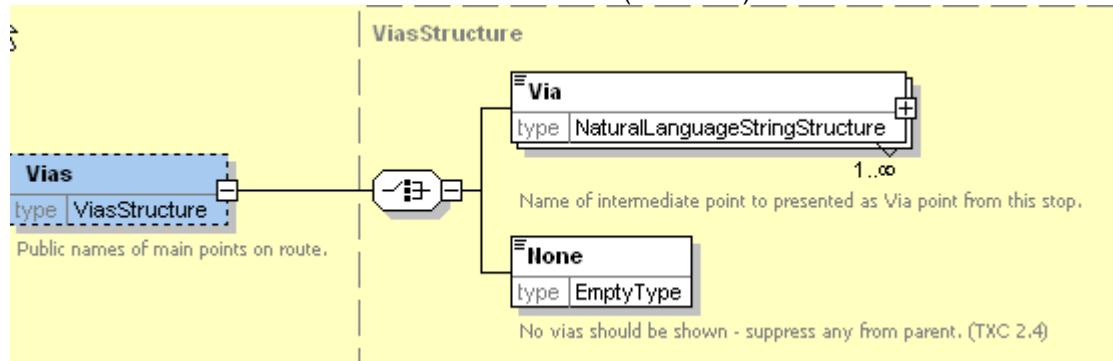 ViasStructure
Via
type NaturalLanguageStringStructure
1..∞
Name of intermediate point to presented as Via point from this stop.
Vias
type ViasStructure
Public names of main points on route.
None
type EmptyType
No vias should be shown - suppress any from parent. (TXC 2.4)